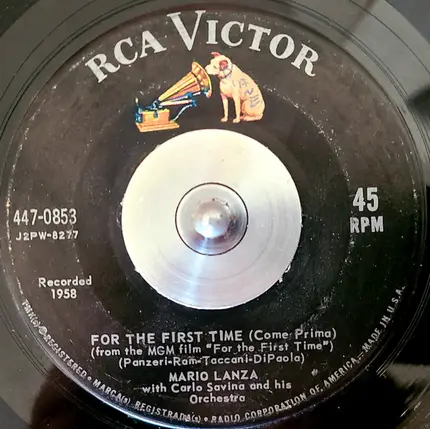 RCA VICTOR
447-0853
J2PW-8277
45
RPM
Recorded
1958
FOR THE FIRST TIME (Come Prima)
(from the MGM film "For the First Time")
(Panzeri-Ram-Taccani-DiPaola)
MARIO LANZA
with Carlo Savina and his
Orchestra
TMK(s) ® REGISTERED • MARCA(s) REGISTRADA(s) • RADIO CORPORATION OF AMERICA—MADE IN U.S.A.